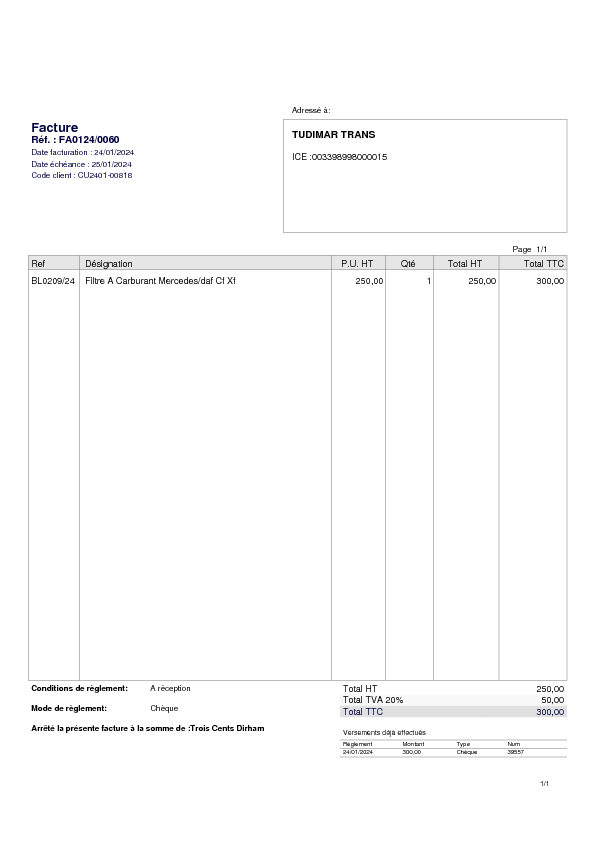 Adressé à:
Facture
Réf. : FA0124/0060
Date facturation : 24/01/2024
Date échéance : 25/01/2024
Code client : CU2401-00818
TUDIMAR TRANS
ICE :003398998000015
Page 1/1
Ref Désignation P.U. HT Qté Total HT Total TTC
BL0209/24 Filtre A Carburant Mercedes/daf Cf Xf 250,00 1 250,00 300,00
Conditions de règlement: A réception
Mode de règlement: Chèque
Arrêté la présente facture à la somme de :Trois Cents Dirham
Total HT 250,00
Total TVA 20% 50,00
Total TTC 300,00
Versements déjà effectués
Règlement Montant Type Num
24/01/2024 300,00 Chèque 39557
1/1